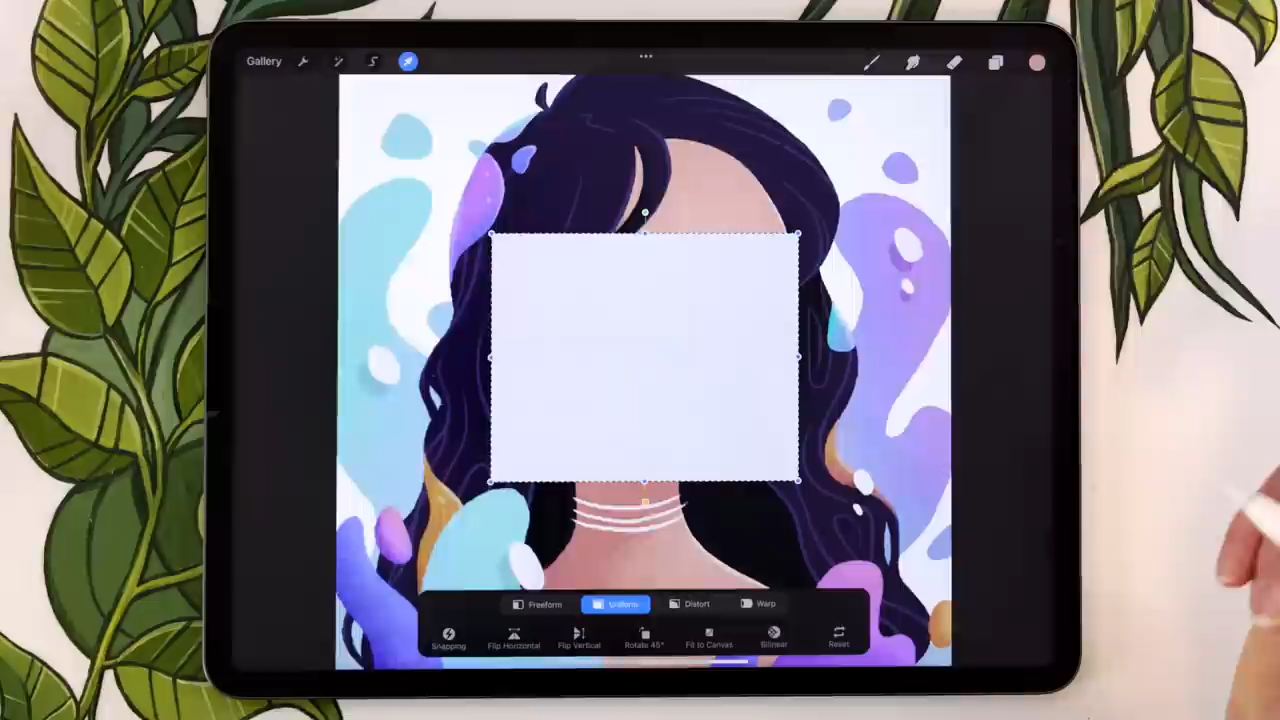 Gallery
Freeform Uniform Distort Warp
Snapping Flip Horizontal Flip Vertical Rotate 45° Fit to Canvas Bilinear Reset